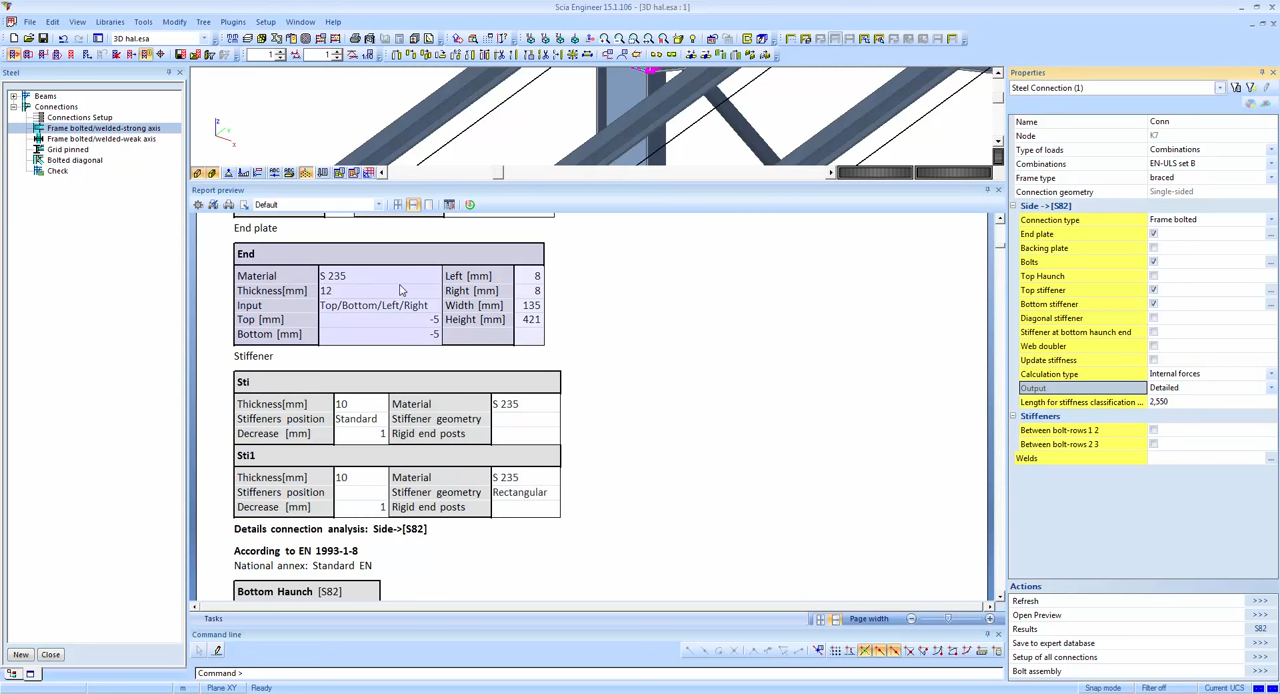 Scia Engineer 15.1.106 - [3D hal.esa : 1]
File Edit View Libraries Tools Modify Tree Plugins Setup Window Help
3D hal.esa
1 1
Steel
Beams
Connections
Connections Setup
Frame bolted/welded-strong axis
Frame bolted/welded-weak axis
Grid pinned
Bolted diagonal
Check
New Close
z y x
Report preview
Default
End plate
End
Material S 235 Left [mm] 8
Thickness[mm] 12 Right [mm] 8
Input Top/Bottom/Left/Right Width [mm] 135
Top [mm] -5 Height [mm] 421
Bottom [mm] -5
Stiffener
Sti
Thickness[mm] 10 Material S 235
Stiffeners position Standard Stiffener geometry
Decrease [mm] 1 Rigid end posts
Sti1
Thickness[mm] 10 Material S 235
Stiffeners position Stiffener geometry Rectangular
Decrease [mm] 1 Rigid end posts
Details connection analysis: Side->[S82]
According to EN 1993-1-8
National annex: Standard EN
Bottom Haunch [S82]
Tasks Page width
Command line
Command >
m Plane XY Ready Snap mode Filter off Current UCS
Properties
Steel Connection (1)
Name Conn
Node K7
Type of loads Combinations
Combinations EN-ULS set B
Frame type braced
Connection geometry Single-sided
Side ->[S82]
Connection type Frame bolted
End plate ...
Backing plate
Bolts ...
Top Haunch
Top stiffener ...
Bottom stiffener ...
Diagonal stiffener
Stiffener at bottom haunch end
Web doubler
Update stiffness
Calculation type Internal forces
Output Detailed
Length for stiffness classification ... 2,550
Stiffeners
Between bolt-rows 1 2
Between bolt-rows 2 3
Welds ...
Actions
Refresh >>>
Open Preview >>>
Results S82
Save to expert database >>>
Setup of all connections >>>
Bolt assembly >>>